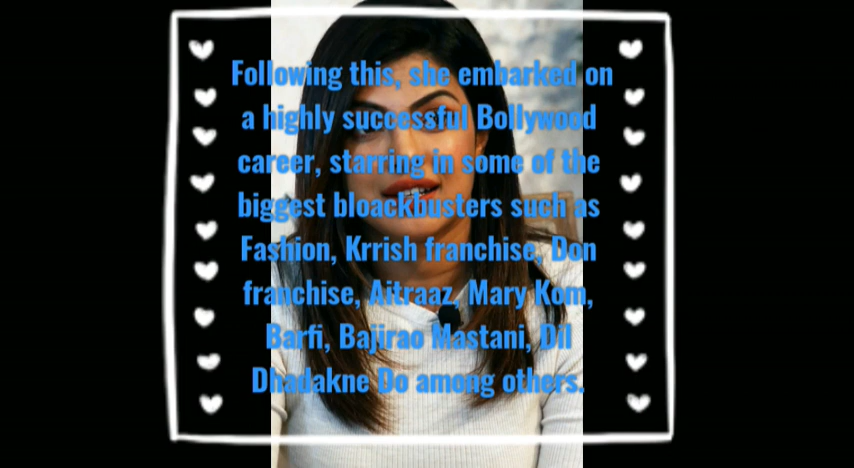 Following this, she embarked on
a highly successful Bollywood
career, starring in some of the
biggest bloackbusters such as
Fashion, Krrish franchise, Don
franchise, Aitraaz, Mary Kom,
Barfi, Bajirao Mastani, Dil
Dhadakne Do among others.